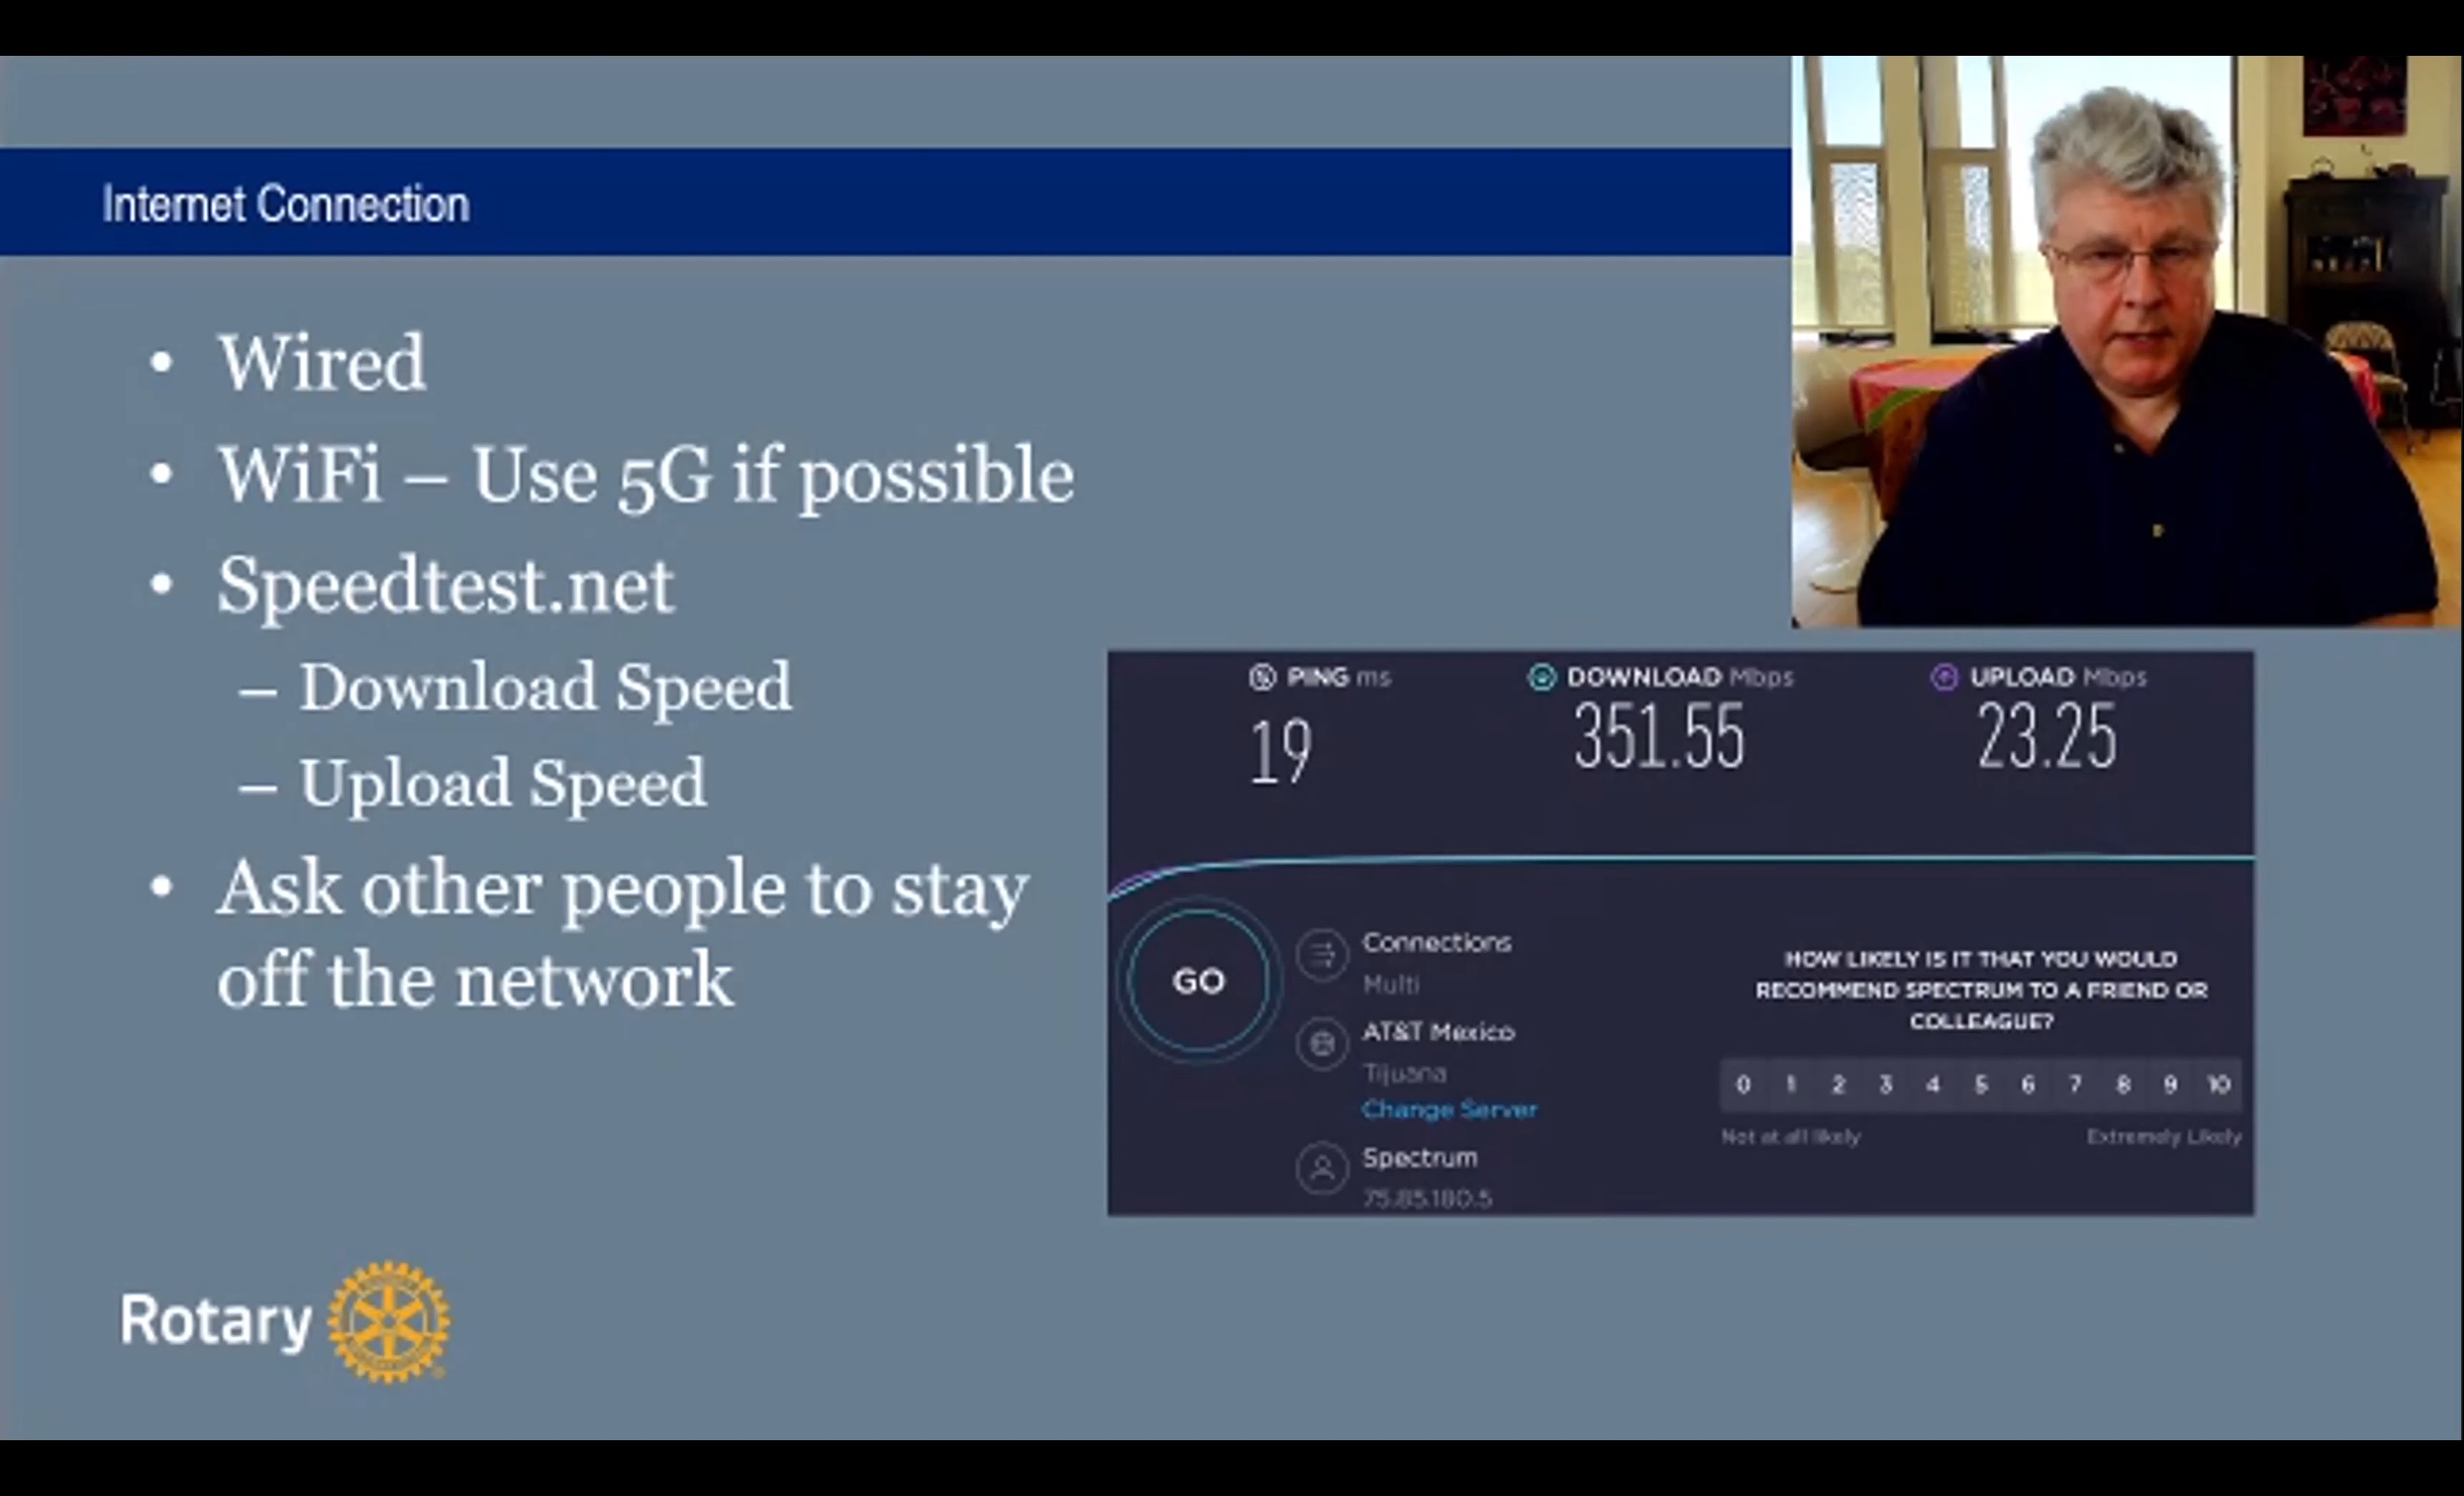 Internet Connection
• Wired
• WiFi – Use 5G if possible
• Speedtest.net
– Download Speed
– Upload Speed
• Ask other people to stay
off the network
PING ms
19
DOWNLOAD Mbps
351.55
UPLOAD Mbps
23.25
GO
Connections
Multi
AT&T Mexico
Tijuana
Change Server
Spectrum
75.85.180.5
HOW LIKELY IS IT THAT YOU WOULD
RECOMMEND SPECTRUM TO A FRIEND OR
COLLEAGUE?
0 1 2 3 4 5 6 7 8 9 10
Not at all likely Extremely Likely
Rotary